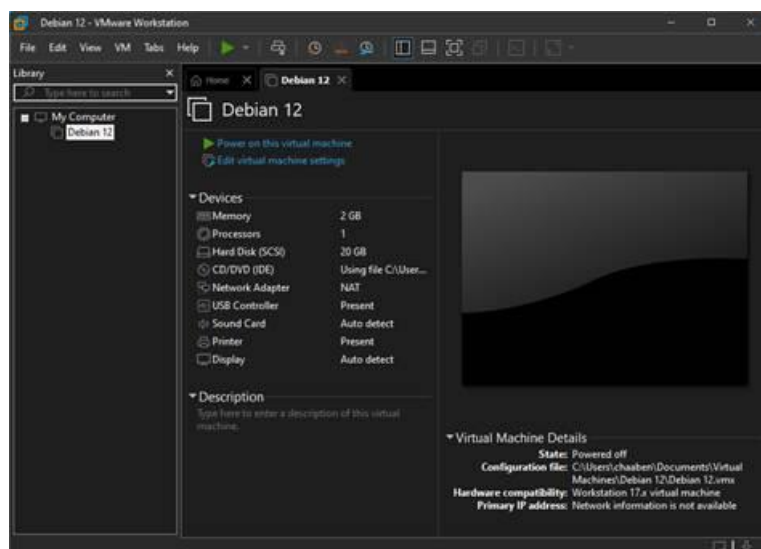 Debian 12 - VMware Workstation
File Edit View VM Tabs Help
Library
Type here to search
My Computer
Debian 12
Home
Debian 12
Debian 12
Power on this virtual machine
Edit virtual machine settings
Devices
Memory 2 GB
Processors 1
Hard Disk (SCSI) 20 GB
CD/DVD (IDE) Using file C:\User...
Network Adapter NAT
USB Controller Present
Sound Card Auto detect
Printer Present
Display Auto detect
Description
Type here to enter a description of this virtual
machine.
Virtual Machine Details
State: Powered off
Configuration file: C:\Users\chaaben\Documents\Virtual
Machines\Debian 12\Debian 12.vmx
Hardware compatibility: Workstation 17.x virtual machine
Primary IP address: Network information is not available